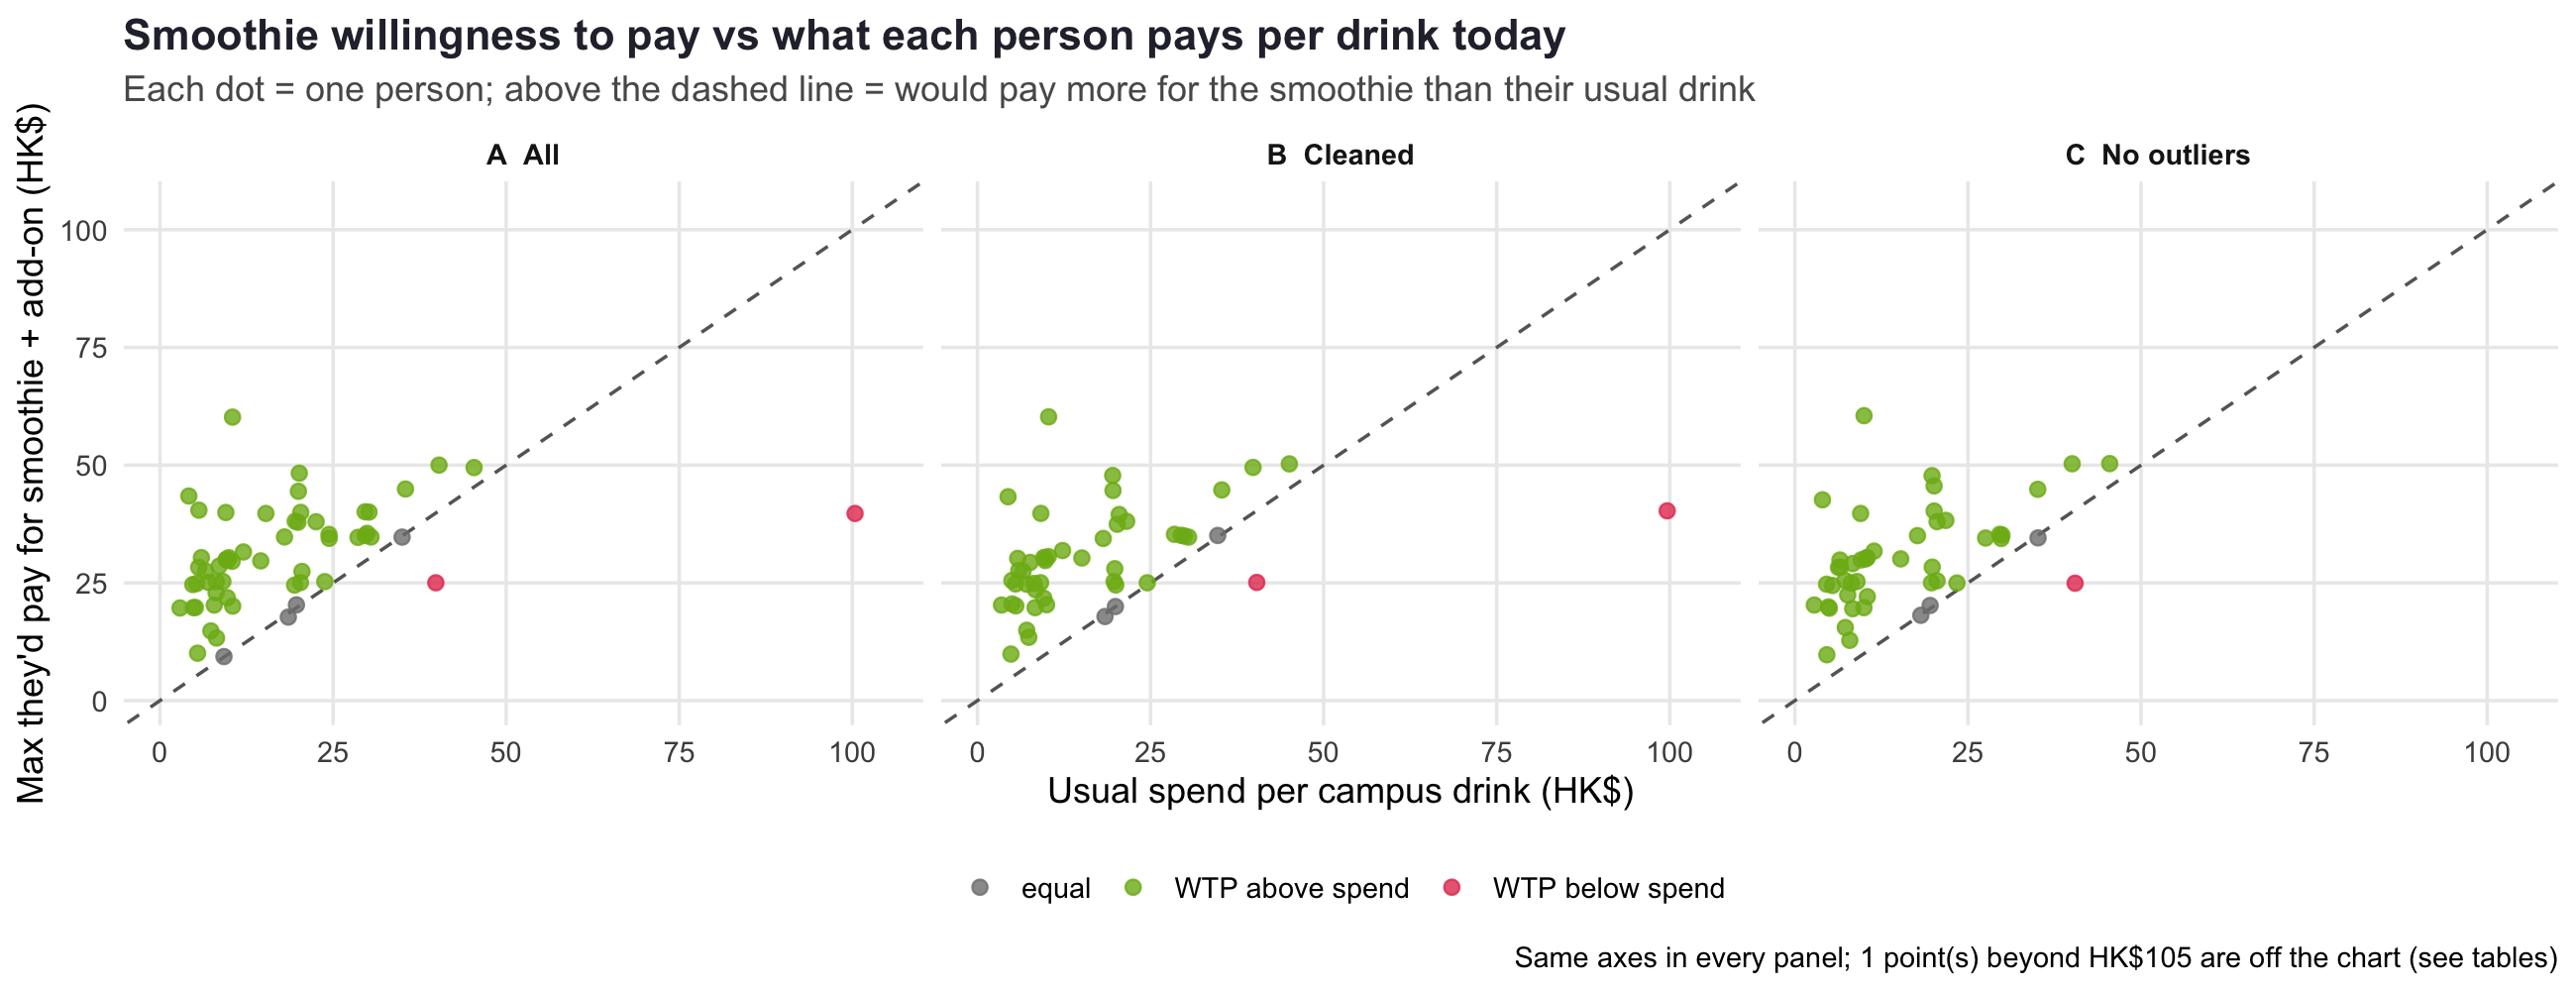 Smoothie willingness to pay vs what each person pays per drink today
Each dot = one person; above the dashed line = would pay more for the smoothie than their usual drink
A  All
B  Cleaned
C  No outliers
Max they'd pay for smoothie + add-on (HK$)
100
75
50
25
0
0 25 50 75 100
0 25 50 75 100
0 25 50 75 100
Usual spend per campus drink (HK$)
equal
WTP above spend
WTP below spend
Same axes in every panel; 1 point(s) beyond HK$105 are off the chart (see tables)